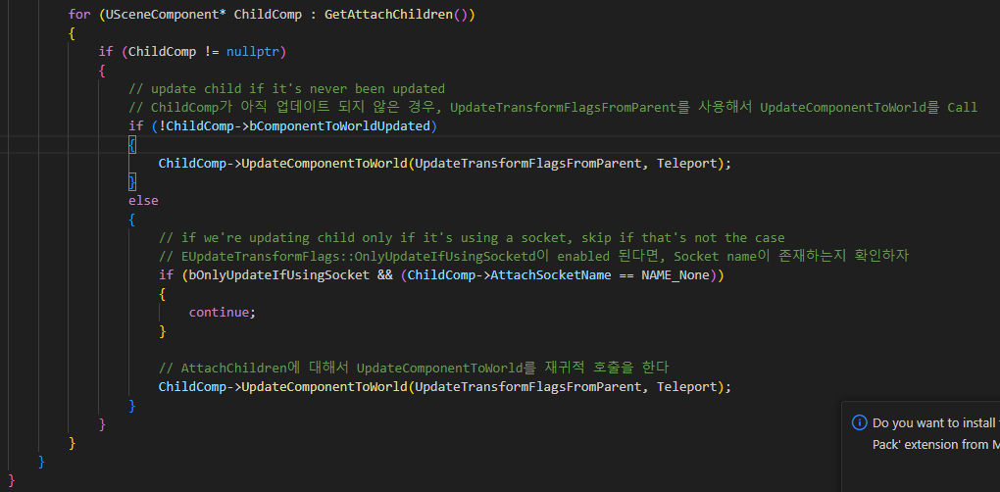 for (USceneComponent* ChildComp : GetAttachChildren())
{
if (ChildComp != nullptr)
{
// update child if it's never been updated
// ChildComp가 아직 업데이트 되지 않은 경우, UpdateTransformFlagsFromParent를 사용해서 UpdateComponentToWorld를 Call
if (!ChildComp->bComponentToWorldUpdated)
{
ChildComp->UpdateComponentToWorld(UpdateTransformFlagsFromParent, Teleport);
}
else
{
// if we're updating child only if it's using a socket, skip if that's not the case
// EUpdateTransformFlags::OnlyUpdateIfUsingSocketd이 enabled 된다면, Socket name이 존재하는지 확인하자
if (bOnlyUpdateIfUsingSocket && (ChildComp->AttachSocketName == NAME_None))
{
continue;
}
// AttachChildren에 대해서 UpdateComponentToWorld를 재귀적 호출을 한다
ChildComp->UpdateComponentToWorld(UpdateTransformFlagsFromParent, Teleport);
}
}
}
}
}
Do you want to install
Pack' extension from M